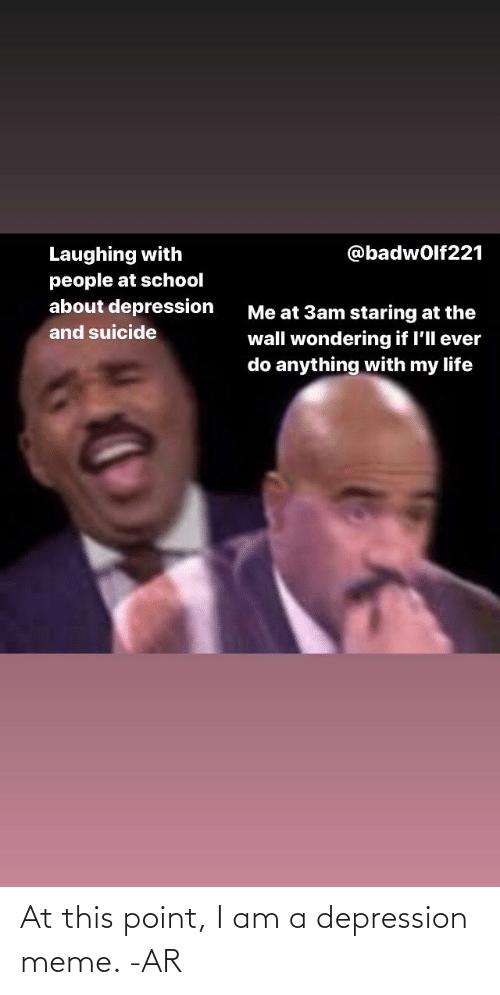 Laughing with
people at school
about depression
and suicide
@badw0lf221
Me at 3am staring at the
wall wondering if I'll ever
do anything with my life
At this point, I am a depression
meme. -AR